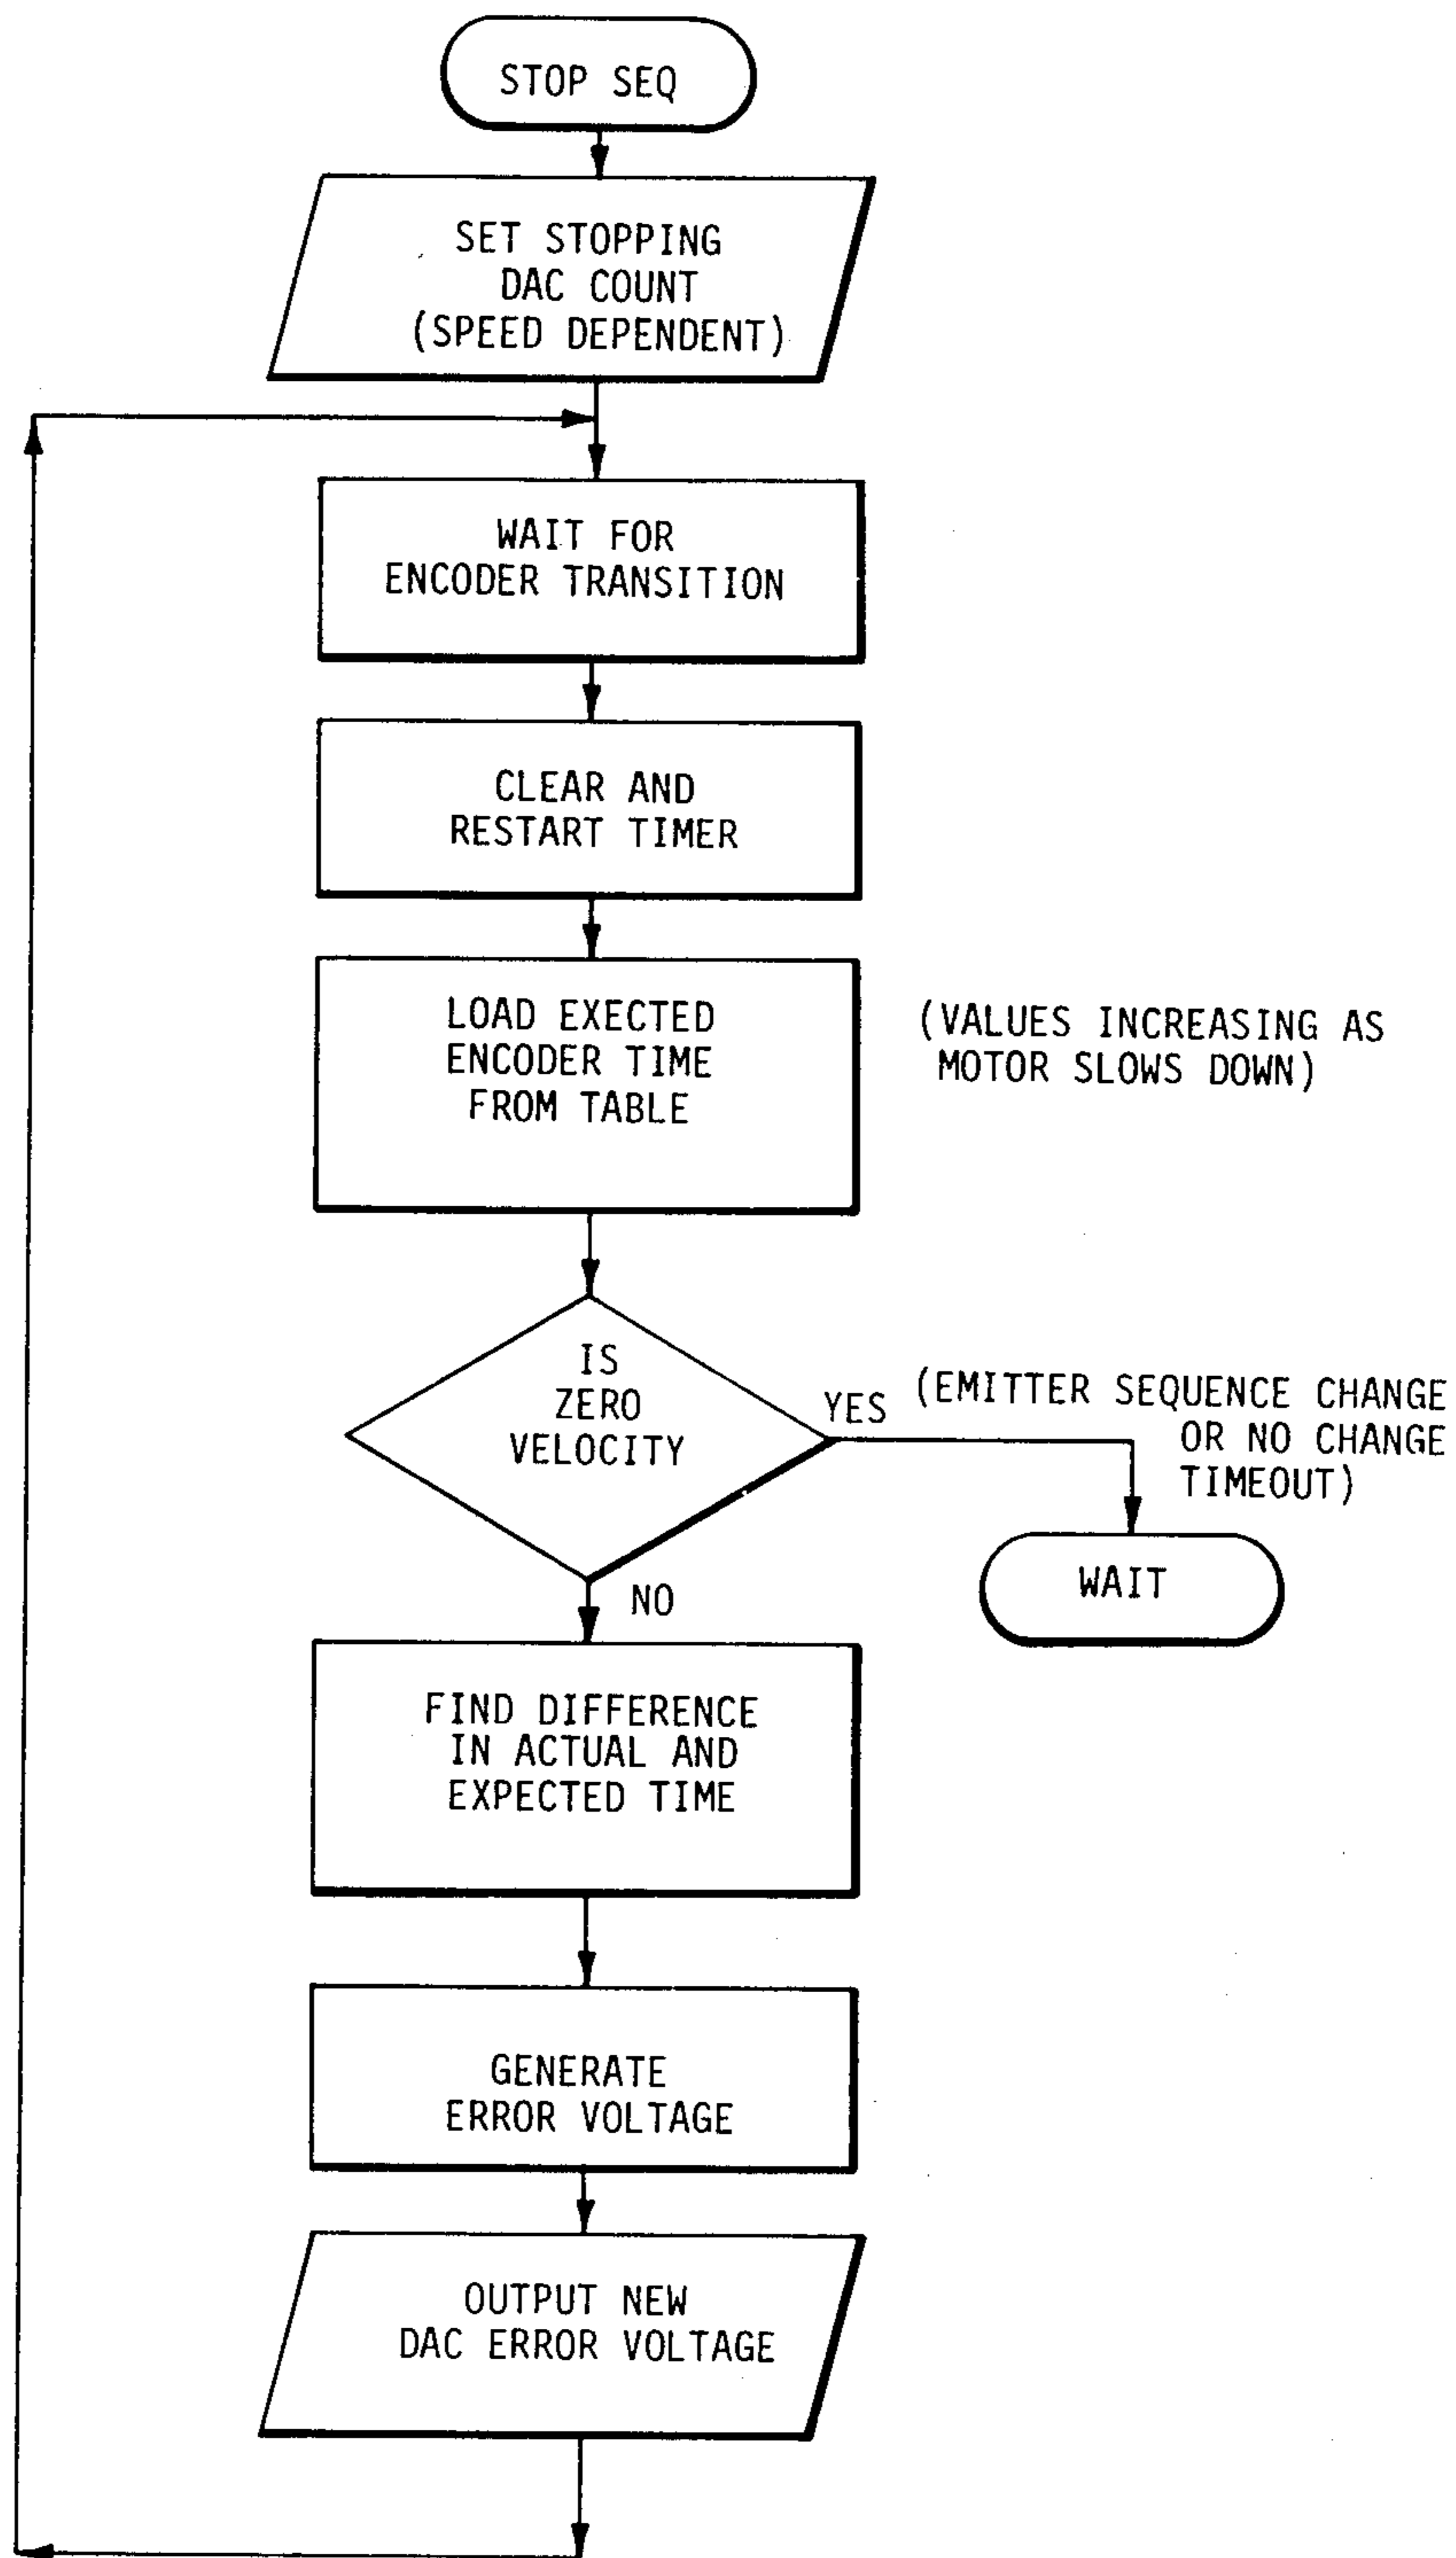 STOP SEQ
SET STOPPING
DAC COUNT
(SPEED DEPENDENT)
WAIT FOR
ENCODER TRANSITION
CLEAR AND
RESTART TIMER
LOAD EXECTED
ENCODER TIME
FROM TABLE
(VALUES INCREASING AS
MOTOR SLOWS DOWN)
IS
ZERO
VELOCITY
YES
(EMITTER SEQUENCE CHANGE
OR NO CHANGE
TIMEOUT)
WAIT
NO
FIND DIFFERENCE
IN ACTUAL AND
EXPECTED TIME
GENERATE
ERROR VOLTAGE
OUTPUT NEW
DAC ERROR VOLTAGE